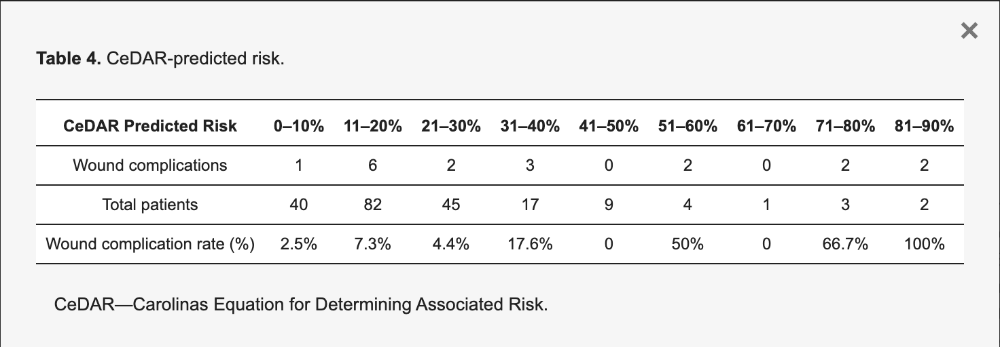 Table 4. CeDAR-predicted risk.
CeDAR Predicted Risk 0–10% 11–20% 21–30% 31–40% 41–50% 51–60% 61–70% 71–80% 81–90%
Wound complications 1 6 2 3 0 2 0 2 2
Total patients 40 82 45 17 9 4 1 3 2
Wound complication rate (%) 2.5% 7.3% 4.4% 17.6% 0 50% 0 66.7% 100%
CeDAR—Carolinas Equation for Determining Associated Risk.